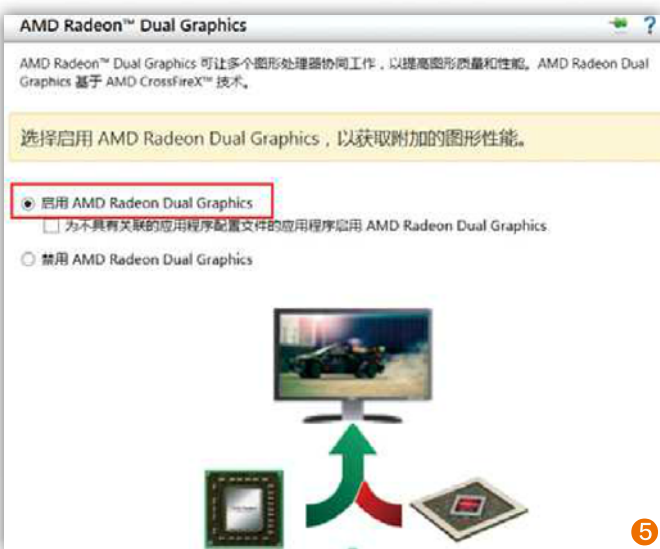 AMD Radeon™ Dual Graphics
?
AMD Radeon™ Dual Graphics 可让多个图形处理器协同工作，以提高图形质量和性能。AMD Radeon Dual
Graphics 基于 AMD CrossFireX™ 技术。
选择启用 AMD Radeon Dual Graphics，以获取附加的图形性能。
启用 AMD Radeon Dual Graphics
为不具有关联的应用程序配置文件的应用程序启用 AMD Radeon Dual Graphics
禁用 AMD Radeon Dual Graphics
5